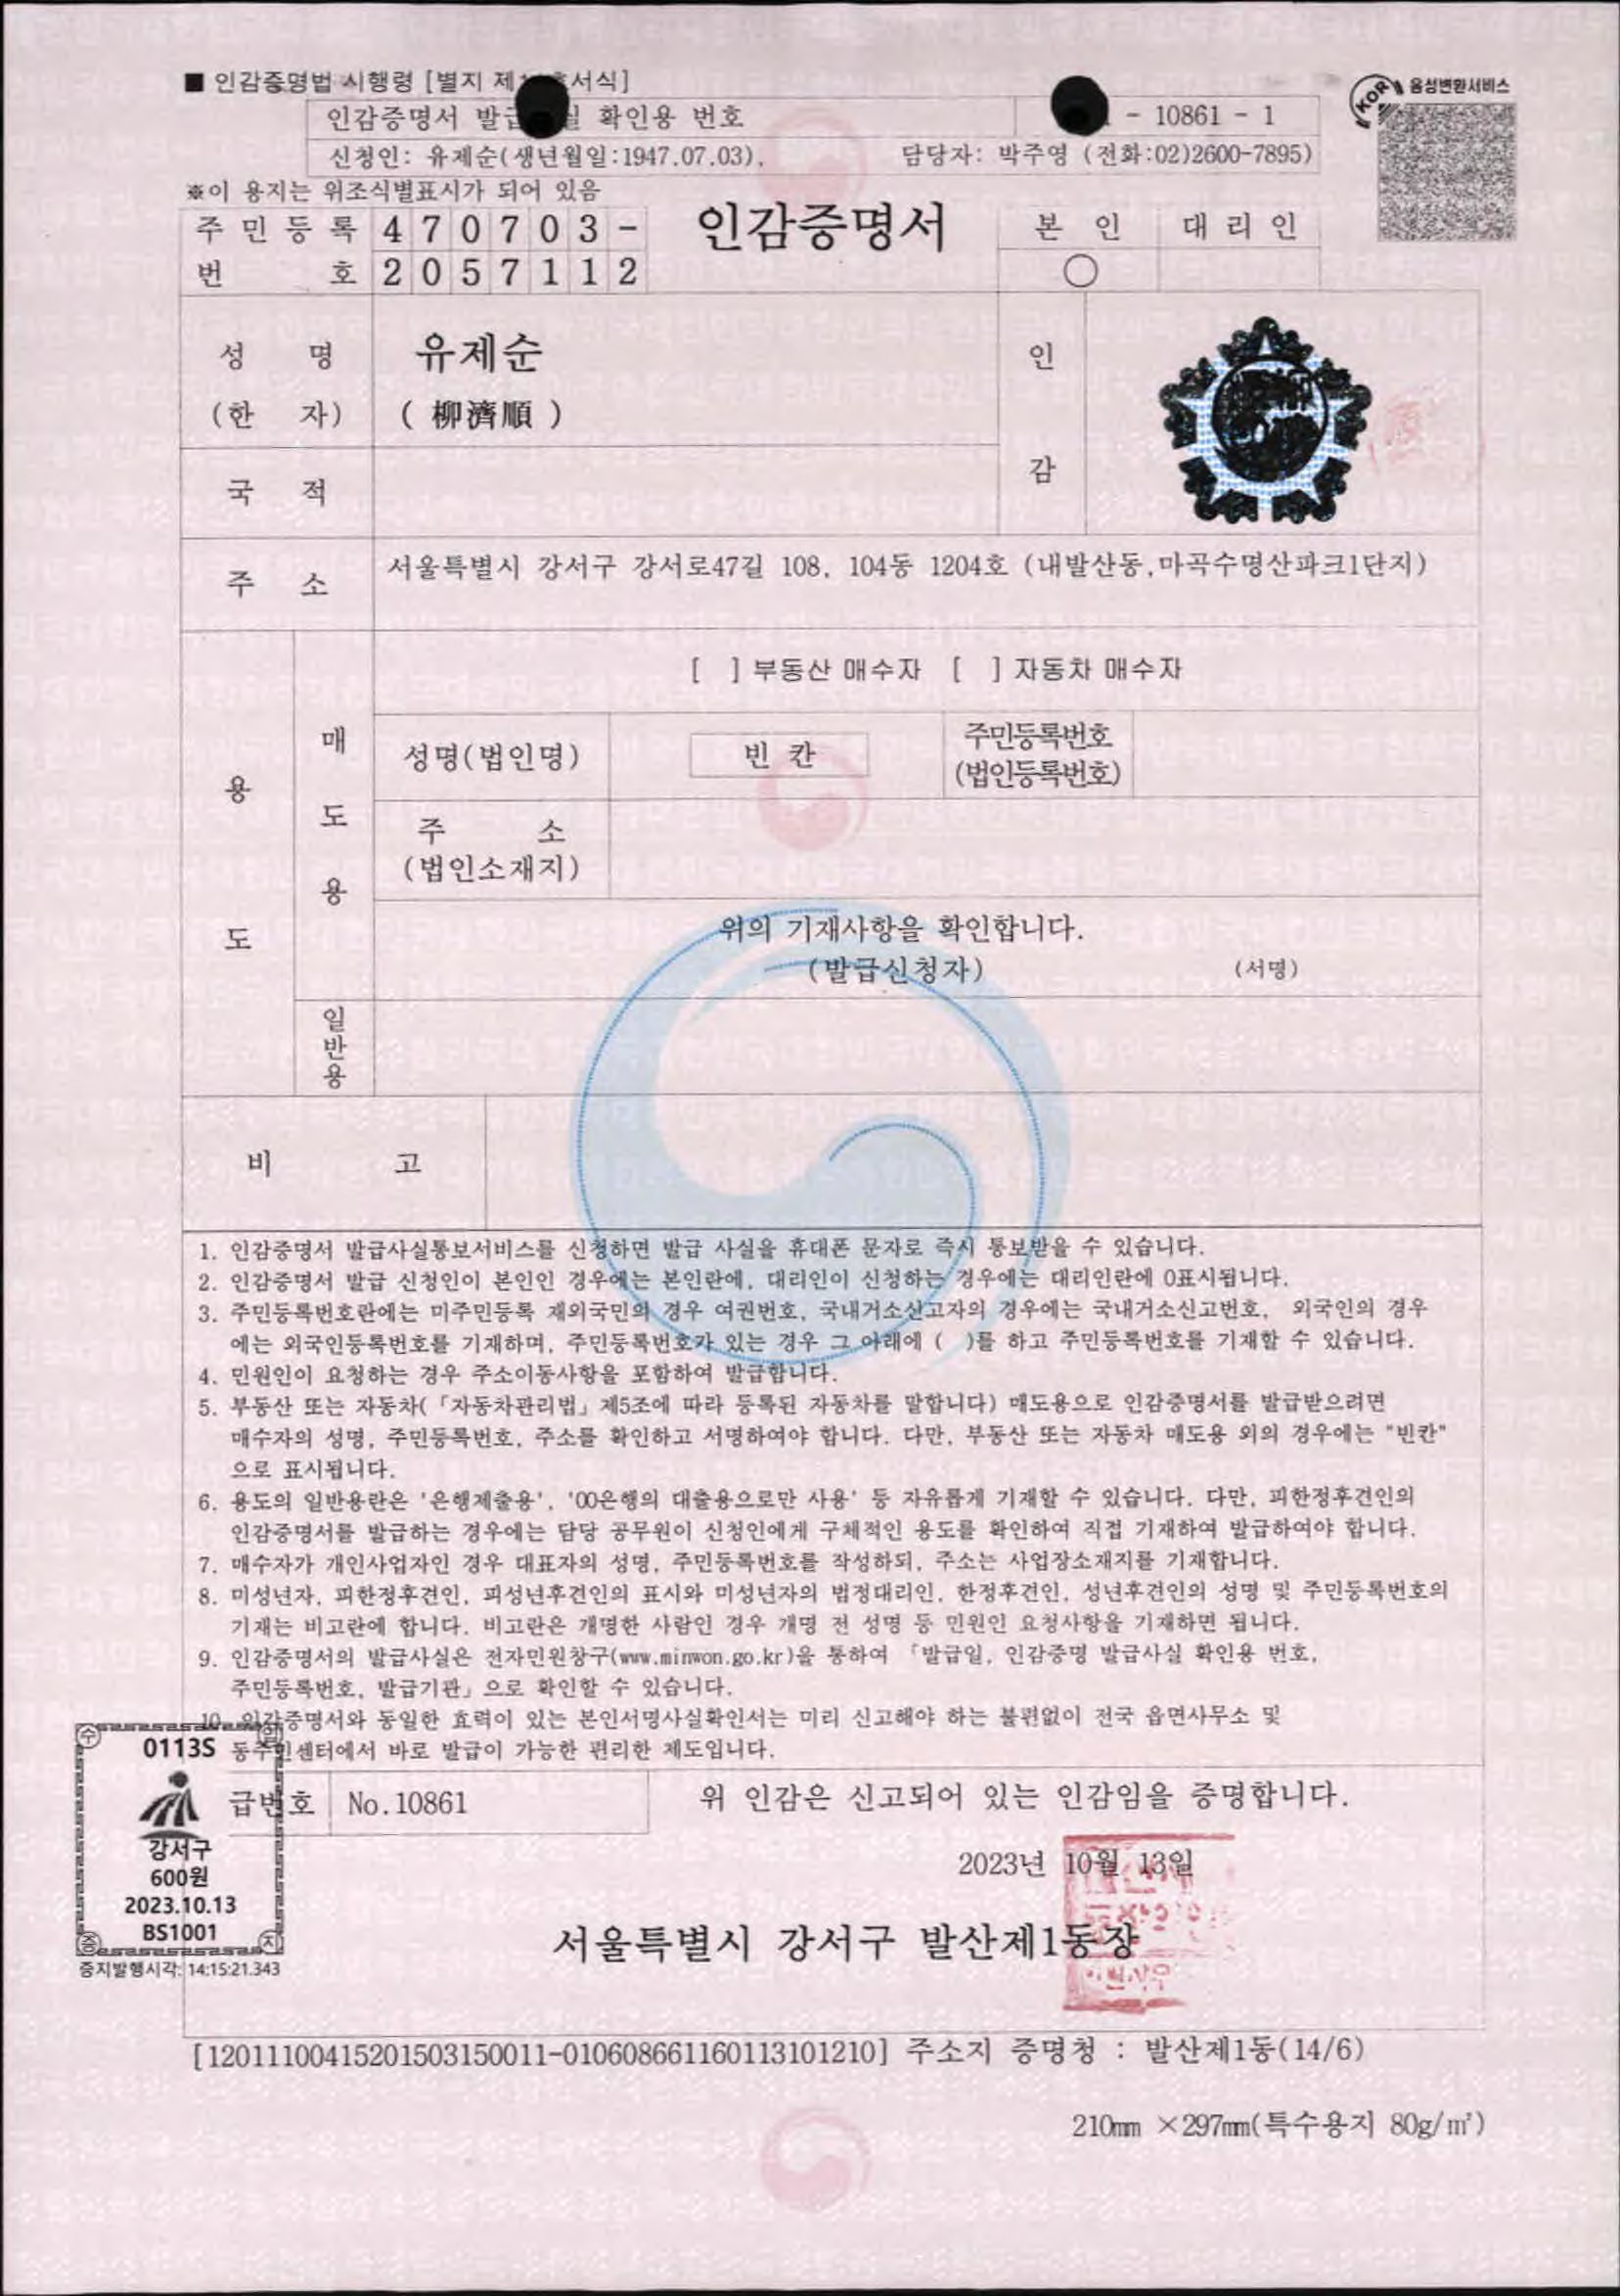 ■ 인감증명법 시행령 [별지 제 서식]
음성변환서비스
인감증명서 발급 실 확인용 번호 - 10861 - 1
신청인: 유제순(생년월일:1947.07.03). 담당자: 박주영 (전화:02)2600-7895)
※이 용지는 위조식별표시가 되어 있음
주민등록번호 470703-2057112
인감증명서
본 인 대 리 인
○
성 명 유제순
(한 자) ( 柳濟順 )
인감
국 적
주 소 서울특별시 강서구 강서로47길 108, 104동 1204호 (내발산동,마곡수명산파크1단지)
용도
매도용
[ ] 부동산 매수자 [ ] 자동차 매수자
성명(법인명) 빈 칸 주민등록번호
(법인등록번호)
주 소
(법인소재지)
위의 기재사항을 확인합니다.
(발급신청자) (서명)
일반용
비 고
1. 인감증명서 발급사실통보서비스를 신청하면 발급 사실을 휴대폰 문자로 즉시 통보받을 수 있습니다.
2. 인감증명서 발급 신청인이 본인인 경우에는 본인란에, 대리인이 신청하는 경우에는 대리인란에 0표시됩니다.
3. 주민등록번호란에는 미주민등록 재외국민의 경우 여권번호, 국내거소신고자의 경우에는 국내거소신고번호, 외국인의 경우
에는 외국인등록번호를 기재하며, 주민등록번호가 있는 경우 그 아래에 ( )를 하고 주민등록번호를 기재할 수 있습니다.
4. 민원인이 요청하는 경우 주소이동사항을 포함하여 발급합니다.
5. 부동산 또는 자동차(「자동차관리법」제5조에 따라 등록된 자동차를 말합니다) 매도용으로 인감증명서를 발급받으려면
매수자의 성명, 주민등록번호, 주소를 확인하고 서명하여야 합니다. 다만, 부동산 또는 자동차 매도용 외의 경우에는 "빈칸"
으로 표시됩니다.
6. 용도의 일반용란은 '은행제출용', '00은행의 대출용으로만 사용' 등 자유롭게 기재할 수 있습니다. 다만, 피한정후견인의
인감증명서를 발급하는 경우에는 담당 공무원이 신청인에게 구체적인 용도를 확인하여 직접 기재하여 발급하여야 합니다.
7. 매수자가 개인사업자인 경우 대표자의 성명, 주민등록번호를 작성하되, 주소는 사업장소재지를 기재합니다.
8. 미성년자, 피한정후견인, 피성년후견인의 표시와 미성년자의 법정대리인, 한정후견인, 성년후견인의 성명 및 주민등록번호의
기재는 비고란에 합니다. 비고란은 개명한 사람인 경우 개명 전 성명 등 민원인 요청사항을 기재하면 됩니다.
9. 인감증명서의 발급사실은 전자민원창구(www.minwon.go.kr)을 통하여 「발급일, 인감증명 발급사실 확인용 번호,
주민등록번호, 발급기관」으로 확인할 수 있습니다.
10. 인감증명서와 동일한 효력이 있는 본인서명사실확인서는 미리 신고해야 하는 불편없이 전국 읍면사무소 및
동주민센터에서 바로 발급이 가능한 편리한 제도입니다.
급번호 No.10861 위 인감은 신고되어 있는 인감임을 증명합니다.
수 입
0113S
강서구
600원
2023.10.13
BS1001
증 지
증지발행시각: 14:15:21.343
2023년 10월 13일
서울특별시 강서구 발산제1동장
[12011100415201503150011-010608661160113101210] 주소지 증명청 : 발산제1동(14/6)
210mm ×297mm(특수용지 80g/㎡)